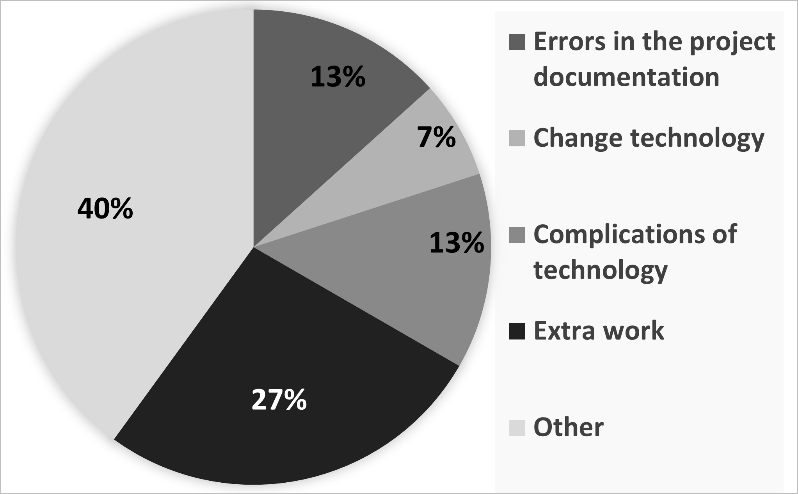 13%
7%
13%
27%
40%
Errors in the project
documentation
Change technology
Complications of
technology
Extra work
Other